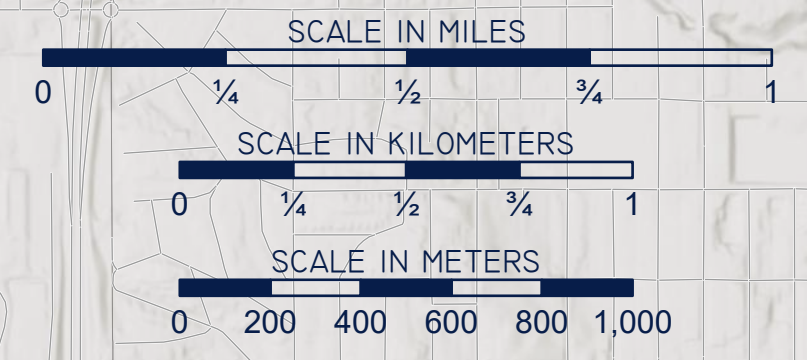 SCALE IN MILES
0 ¼ ½ ¾ 1
SCALE IN KILOMETERS
0 ¼ ½ ¾ 1
SCALE IN METERS
0 200 400 600 800 1,000